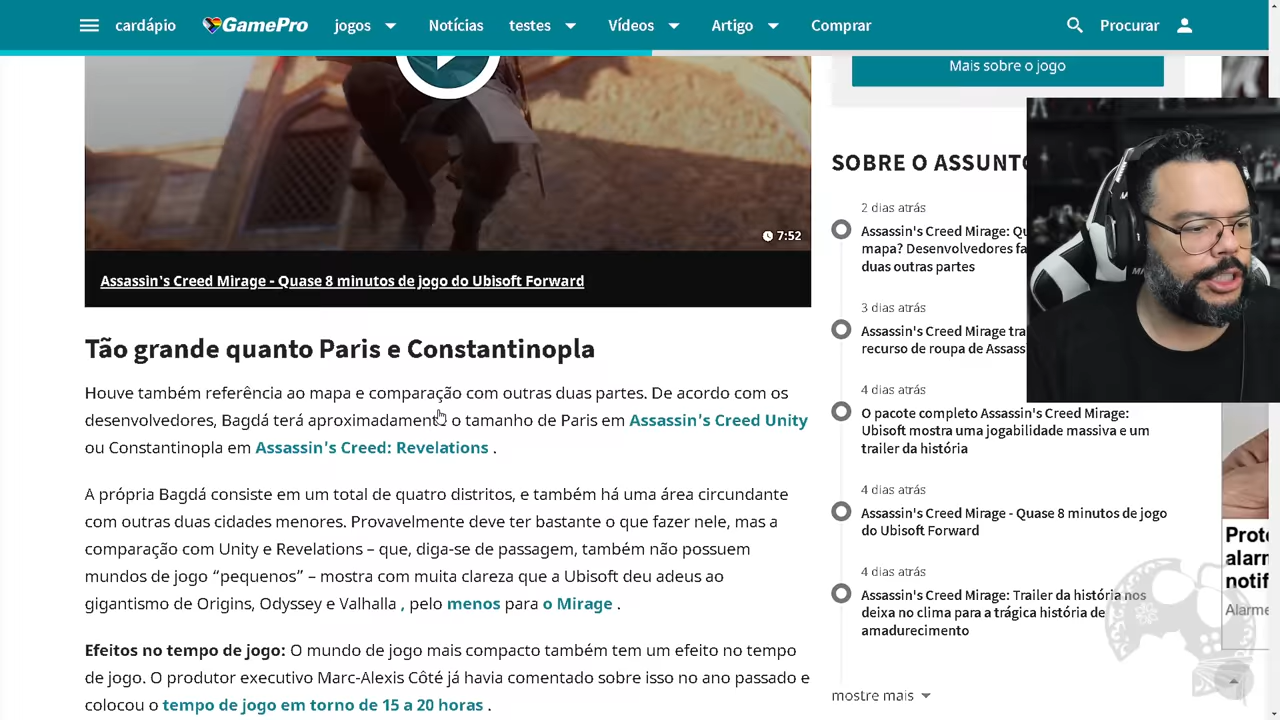 cardápio
GamePro
jogos
Notícias
testes
Vídeos
Artigo
Comprar
Procurar
Mais sobre o jogo
7:52
Assassin's Creed Mirage - Quase 8 minutos de jogo do Ubisoft Forward
Tão grande quanto Paris e Constantinopla
Houve também referência ao mapa e comparação com outras duas partes. De acordo com os
desenvolvedores, Bagdá terá aproximadamente o tamanho de Paris em Assassin's Creed Unity
ou Constantinopla em Assassin's Creed: Revelations .
A própria Bagdá consiste em um total de quatro distritos, e também há uma área circundante
com outras duas cidades menores. Provavelmente deve ter bastante o que fazer nele, mas a
comparação com Unity e Revelations – que, diga-se de passagem, também não possuem
mundos de jogo “pequenos” – mostra com muita clareza que a Ubisoft deu adeus ao
gigantismo de Origins, Odyssey e Valhalla , pelo menos para o Mirage .
Efeitos no tempo de jogo: O mundo de jogo mais compacto também tem um efeito no tempo
de jogo. O produtor executivo Marc-Alexis Côté já havia comentado sobre isso no ano passado e
colocou o tempo de jogo em torno de 15 a 20 horas .
SOBRE O ASSUNTO
2 dias atrás
Assassin's Creed Mirage:
mapa? Desenvolvedores
duas outras partes
3 dias atrás
Assassin's Creed Mirage
recurso de roupa de
4 dias atrás
O pacote completo Assassin's Creed Mirage:
Ubisoft mostra uma jogabilidade massiva e um
trailer da história
4 dias atrás
Assassin's Creed Mirage - Quase 8 minutos de jogo
do Ubisoft Forward
4 dias atrás
Assassin's Creed Mirage: Trailer da história nos
deixa no clima para a trágica história de
amadurecimento
mostre mais